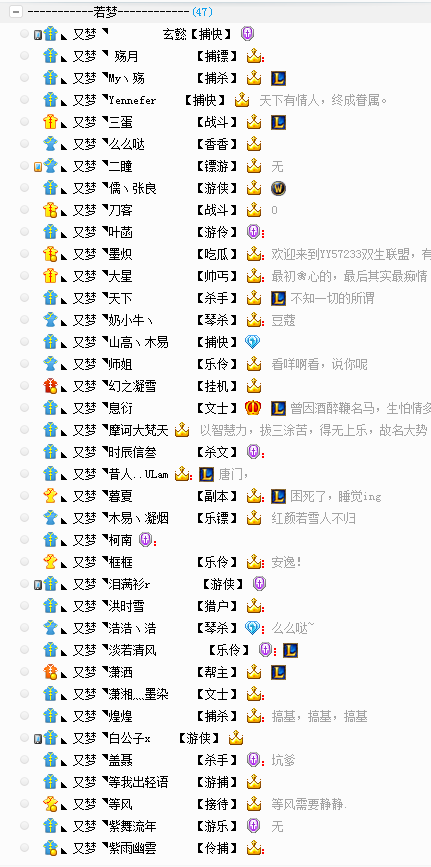 -----------若梦------------ (47)
又梦◥ 玄懿【捕快】
又梦◥ 殇月 【捕镖】
又梦◥My丶殇 【捕杀】
又梦◥Yennefer 【捕快】 天下有情人，终成眷属。
又梦◥三蛋 【战斗】
又梦◥么么哒 【香香】
又梦◥二瞳 【镖游】 无
又梦◥儒丶张良 【游侠】
又梦◥刀客 【战斗】 0
又梦◥叶菡 【游伶】
又梦◥墨炽 【吃瓜】 欢迎来到YY57233双生联盟，有
又梦◥大星 【帅丐】 最初❀心的，最后其实最痴情
又梦◥天下 【杀手】 不知一切的所谓
又梦◥奶小牛丶 【琴杀】 豆蔻
又梦◥山高丶木易 【捕快】
又梦◥师姐 【乐伶】 看咩啊看，说你呢
又梦◥幻之凝雪 【挂机】
又梦◥息衍 【文士】 曾因酒醉鞭名马，生怕情多
又梦◥摩诃大梵天 以智慧力，拔三涂苦，得无上乐，故名大势
又梦◥时辰信誊 【杀文】
又梦◥昔人..ULam 唐门，
又梦◥暮夏 【副本】 困死了，睡觉ing
又梦◥木易丶凝烟 【乐镖】 红颜若雪人不归
又梦◥柯南
又梦◥框框 【乐伶】 安逸！
又梦◥泪满衫r 【游侠】
又梦◥洪时雪 【猎户】
又梦◥浩浩丶浩 【琴杀】 么么哒~
又梦◥淡若清风 【乐伶】
又梦◥潇洒 【帮主】
又梦◥潇湘灬墨染 【文士】
又梦◥煌煌 【捕杀】 搞基，搞基，搞基
又梦◥白公子x 【游侠】
又梦◥盖聂 【杀手】 坑爹
又梦◥等我出轻语 【游捕】
又梦◥等风 【接待】 等风需要静静.
又梦◥紫舞流年 【游乐】 无
又梦◥紫雨幽雲 【伶捕】